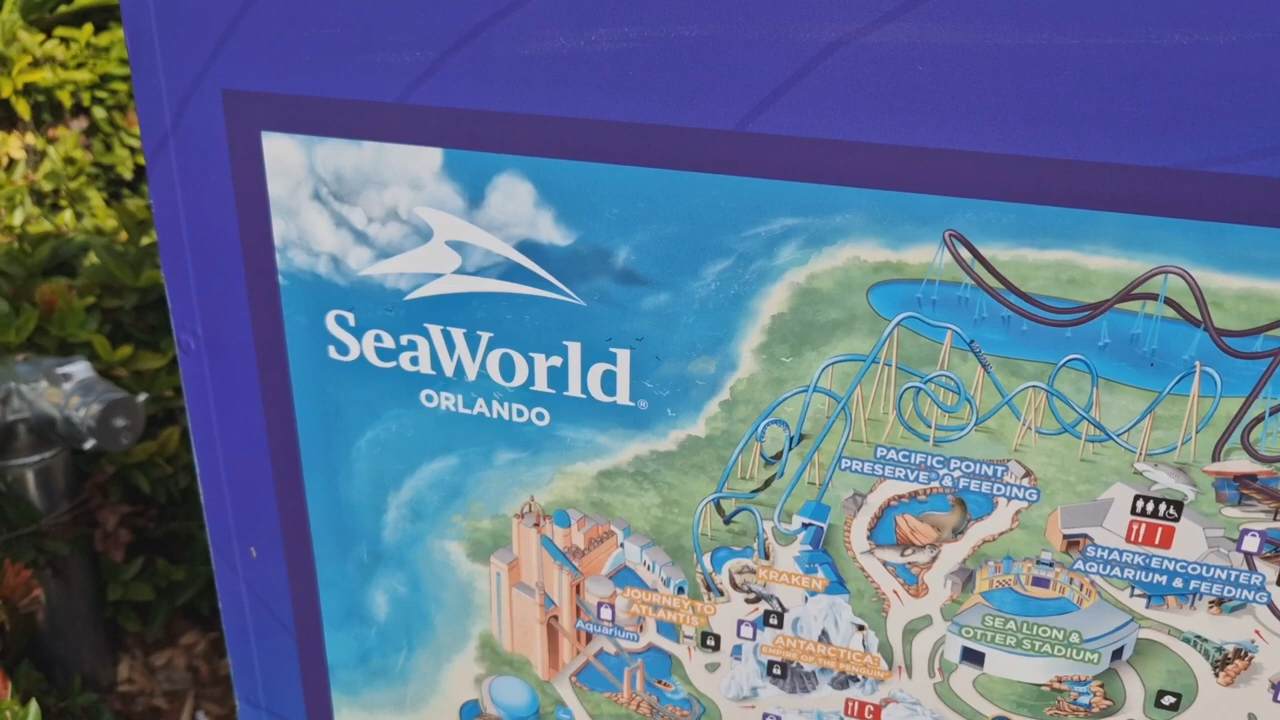 SeaWorld®
ORLANDO
PACIFIC POINT
PRESERVE® & FEEDING
SHARK ENCOUNTER
AQUARIUM & FEEDING
KRAKEN®
JOURNEY TO
ATLANTIS
Aquarium
SEA LION &
OTTER STADIUM
ANTARCTICA:
EMPIRE OF THE PENGUIN®
I
C